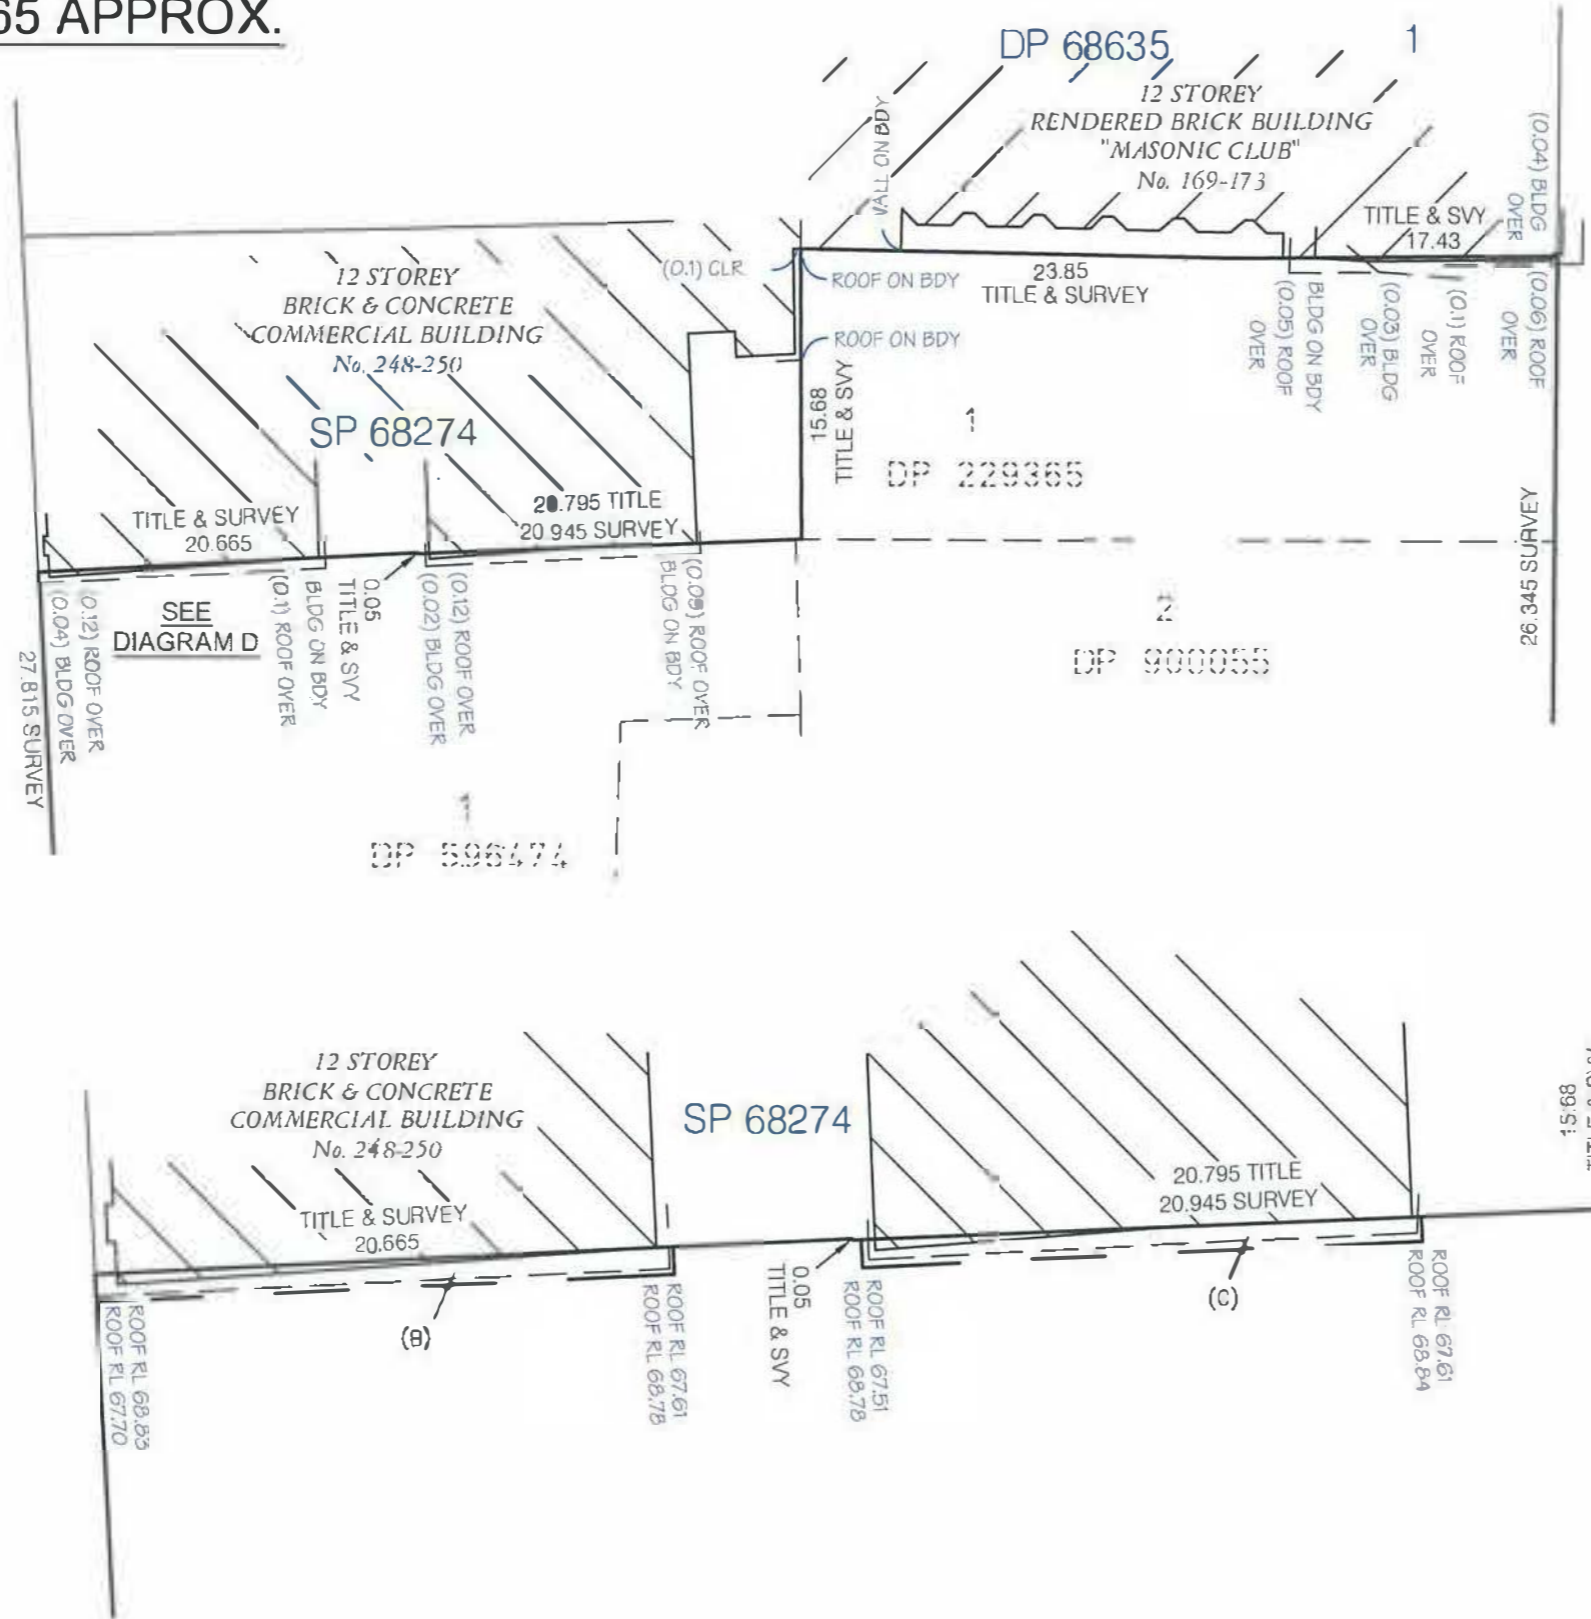 65 APPROX.
DP 68635
1
12 STOREY
RENDERED BRICK BUILDING
"MASONIC CLUB"
No. 169-173
WALL ON BDY
(0.04) BLDG
OVER
TITLE & SVY
17.43
12 STOREY
BRICK & CONCRETE
COMMERCIAL BUILDING
No. 248-250
(0.1) CLR
ROOF ON BDY
23.85
TITLE & SURVEY
ROOF ON BDY
(0.05) ROOF
OVER
BLDG ON BDY
(0.03) BLDG
OVER
(0.1) ROOF
OVER
(0.06) ROOF
OVER
SP 68274
15.68
TITLE & SVY
1
DP 229365
TITLE & SURVEY
20.665
20.795 TITLE
20.945 SURVEY
26.345 SURVEY
SEE
DIAGRAM D
(0.12) ROOF OVER
(0.04) BLDG OVER
BLDG ON BDY
(0.1) ROOF OVER
0.05
TITLE & SVY
(0.12) ROOF OVER
(0.02) BLDG OVER
(0.09) ROOF OVER
BLDG ON BDY
2
DP 900055
27.815 SURVEY
1
DP 596474
12 STOREY
BRICK & CONCRETE
COMMERCIAL BUILDING
No. 248-250
SP 68274
15.68
TITLE & SURVEY
20.665
20.795 TITLE
20.945 SURVEY
0.05
TITLE & SVY
(B)
(C)
ROOF RL 68.83
ROOF RL 67.70
ROOF RL 67.61
ROOF RL 68.78
ROOF RL 67.51
ROOF RL 68.78
ROOF RL 67.61
ROOF RL 68.84